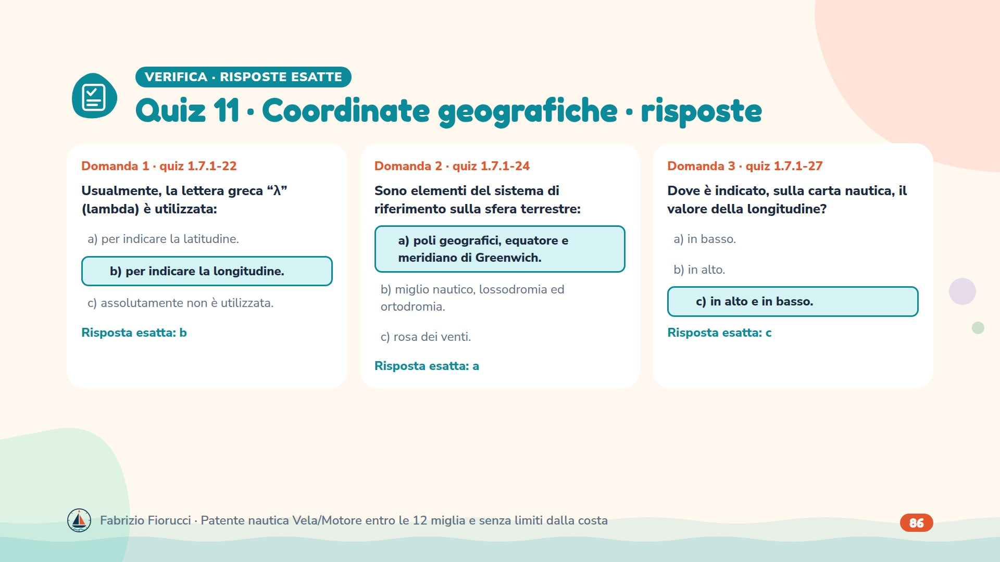 VERIFICA · RISPOSTE ESATTE
Quiz 11 · Coordinate geografiche · risposte
Domanda 1 · quiz 1.7.1-22
Usualmente, la lettera greca “λ”
(lambda) è utilizzata:
a) per indicare la latitudine.
b) per indicare la longitudine.
c) assolutamente non è utilizzata.
Risposta esatta: b
Domanda 2 · quiz 1.7.1-24
Sono elementi del sistema di
riferimento sulla sfera terrestre:
a) poli geografici, equatore e
meridiano di Greenwich.
b) miglio nautico, lossodromia ed
ortodromia.
c) rosa dei venti.
Risposta esatta: a
Domanda 3 · quiz 1.7.1-27
Dove è indicato, sulla carta nautica, il
valore della longitudine?
a) in basso.
b) in alto.
c) in alto e in basso.
Risposta esatta: c
Fabrizio Fiorucci · Patente nautica Vela/Motore entro le 12 miglia e senza limiti dalla costa
86